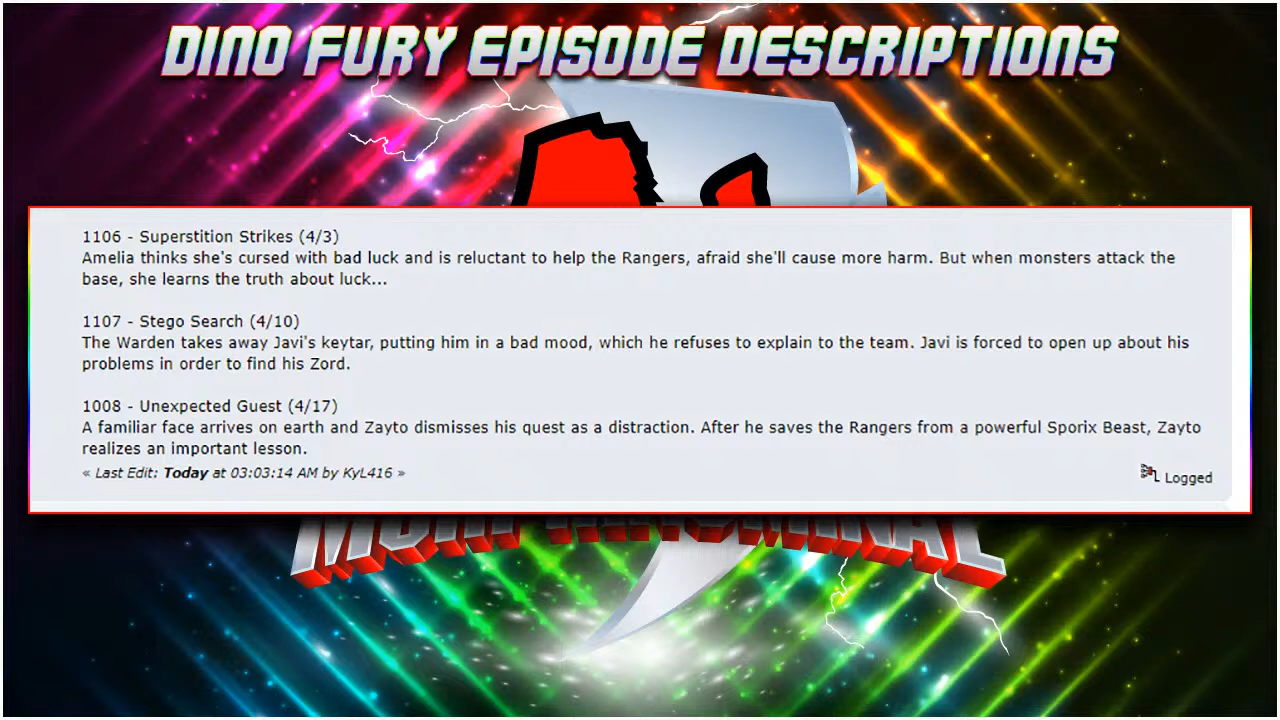 DINO FURY EPISODE DESCRIPTIONS
1106 - Superstition Strikes (4/3)
Amelia thinks she's cursed with bad luck and is reluctant to help the Rangers, afraid she'll cause more harm. But when monsters attack the
base, she learns the truth about luck...
1107 - Stego Search (4/10)
The Warden takes away Javi's keytar, putting him in a bad mood, which he refuses to explain to the team. Javi is forced to open up about his
problems in order to find his Zord.
1008 - Unexpected Guest (4/17)
A familiar face arrives on earth and Zayto dismisses his quest as a distraction. After he saves the Rangers from a powerful Sporix Beast, Zayto
realizes an important lesson.
« Last Edit: Today at 03:03:14 AM by KyL416 »
Logged